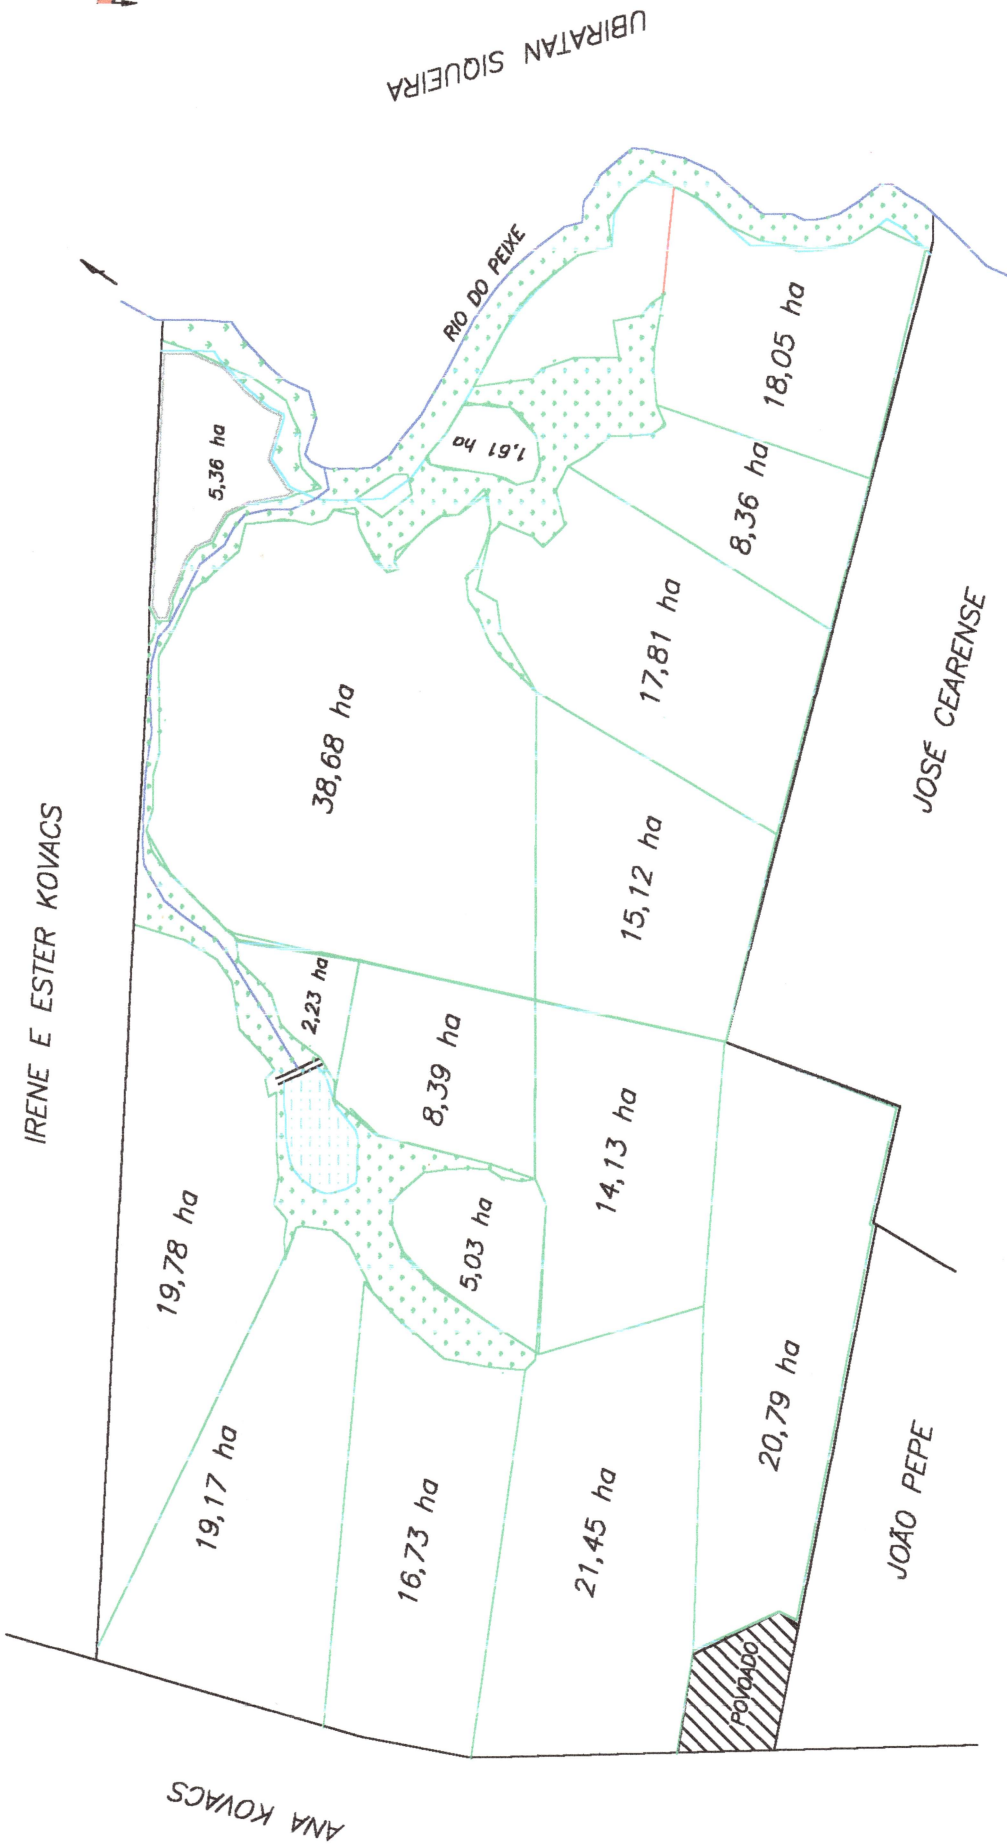 IRENE E ESTER KOVACS
UBIRATAN SIQUEIRA
ANA KOVACS
19,78 ha
5,36 ha
19,17 ha
2,23 ha
38,68 ha
RIO DO PEIXE
16,73 ha
8,39 ha
1,61 ha
5,03 ha
21,45 ha
14,13 ha
15,12 ha
17,81 ha
8,36 ha
18,05 ha
20,79 ha
POVOADO
JOÃO PEPE
JOSÉ CEARENSE